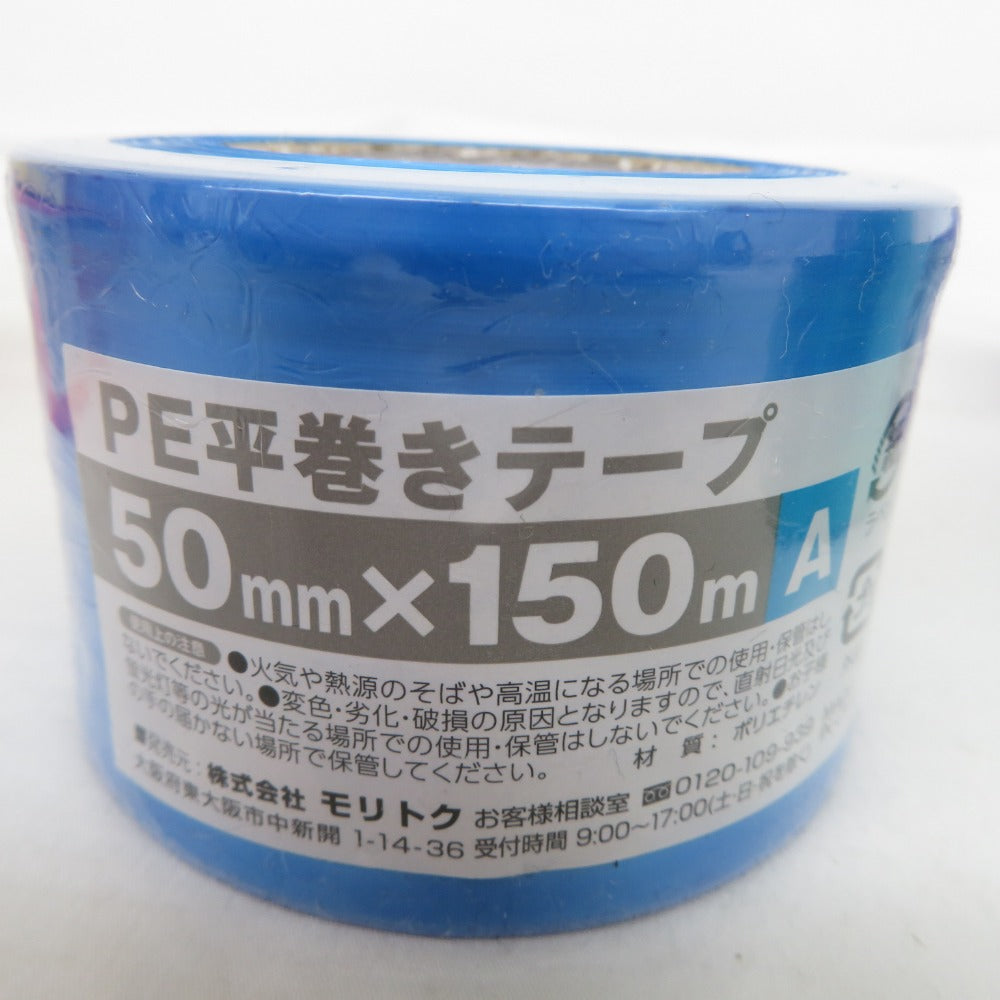 PE平巻きテープ
50mm×150m A
使用上の注意 ●火気や熱源のそばや高温になる場所での使用・保管はし
ないでください。●変色・劣化・破損の原因となりますので、直射日光及び
蛍光灯等の光が当たる場所での使用・保管はしないでください。●お子様
の手の届かない場所で保管してください。
材 質：ポリエチレン
■発売元：株式会社 モリトク お客様相談室 0120-109-939
大阪府東大阪市中新開 1-14-36 受付時間 9:00〜17:00(土・日・祝を除く)